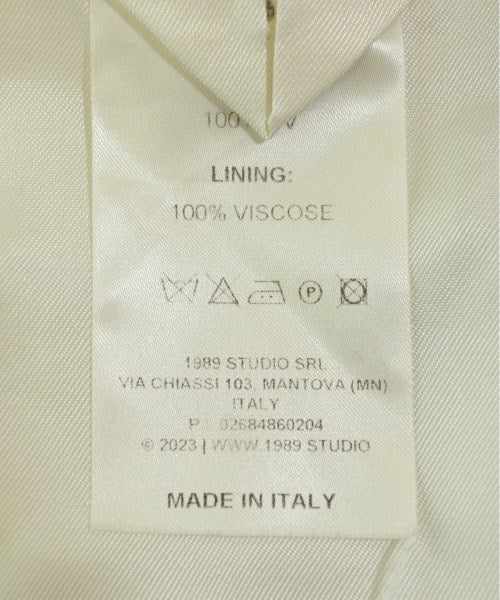 100 V
LINING:
100% VISCOSE
P
1989 STUDIO SRL
VIA CHIASSI 103, MANTOVA (MN)
ITALY
P.I. 02684860204
© 2023 | WWW.1989 STUDIO
MADE IN ITALY